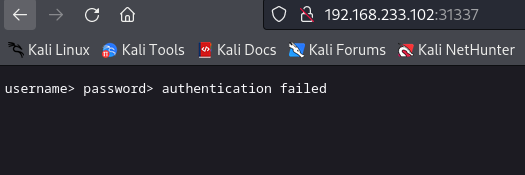 192.168.233.102:31337
Kali Linux Kali Tools Kali Docs Kali Forums Kali NetHunter
username> password> authentication failed